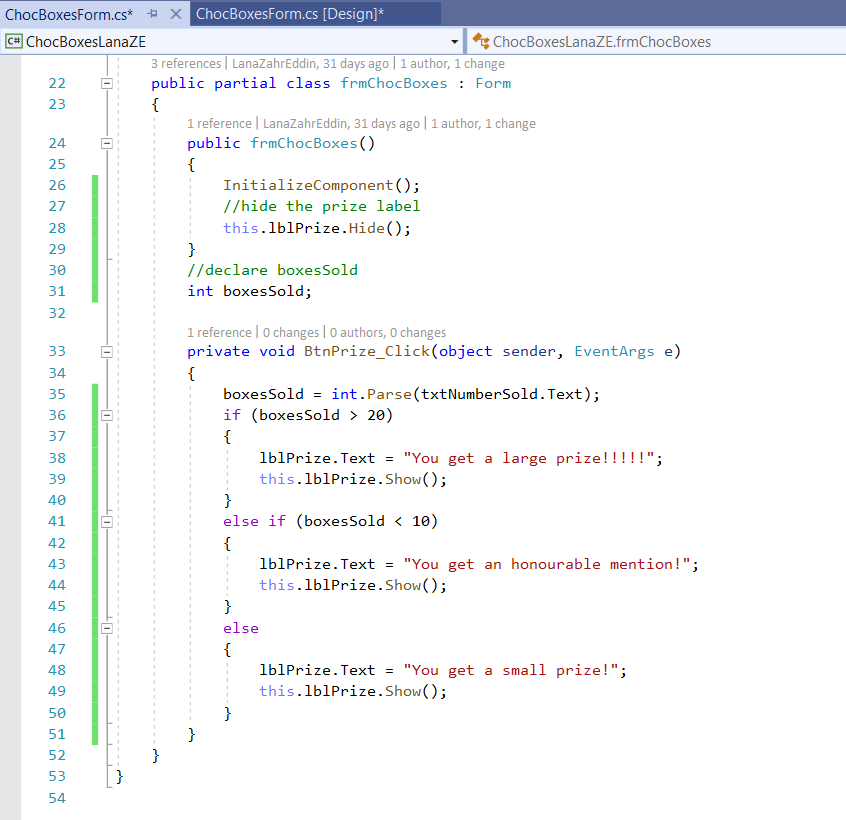 ChocBoxesForm.cs* ChocBoxesForm.cs [Design]*
C# ChocBoxesLanaZE ChocBoxesLanaZE.frmChocBoxes
3 references | LanaZahrEddin, 31 days ago | 1 author, 1 change
22 public partial class frmChocBoxes : Form
23 {
1 reference | LanaZahrEddin, 31 days ago | 1 author, 1 change
24 public frmChocBoxes()
25 {
26 InitializeComponent();
27 //hide the prize label
28 this.lblPrize.Hide();
29 }
30 //declare boxesSold
31 int boxesSold;
32
1 reference | 0 changes | 0 authors, 0 changes
33 private void BtnPrize_Click(object sender, EventArgs e)
34 {
35 boxesSold = int.Parse(txtNumberSold.Text);
36 if (boxesSold > 20)
37 {
38 lblPrize.Text = "You get a large prize!!!!!";
39 this.lblPrize.Show();
40 }
41 else if (boxesSold < 10)
42 {
43 lblPrize.Text = "You get an honourable mention!";
44 this.lblPrize.Show();
45 }
46 else
47 {
48 lblPrize.Text = "You get a small prize!";
49 this.lblPrize.Show();
50 }
51 }
52 }
53 }
54